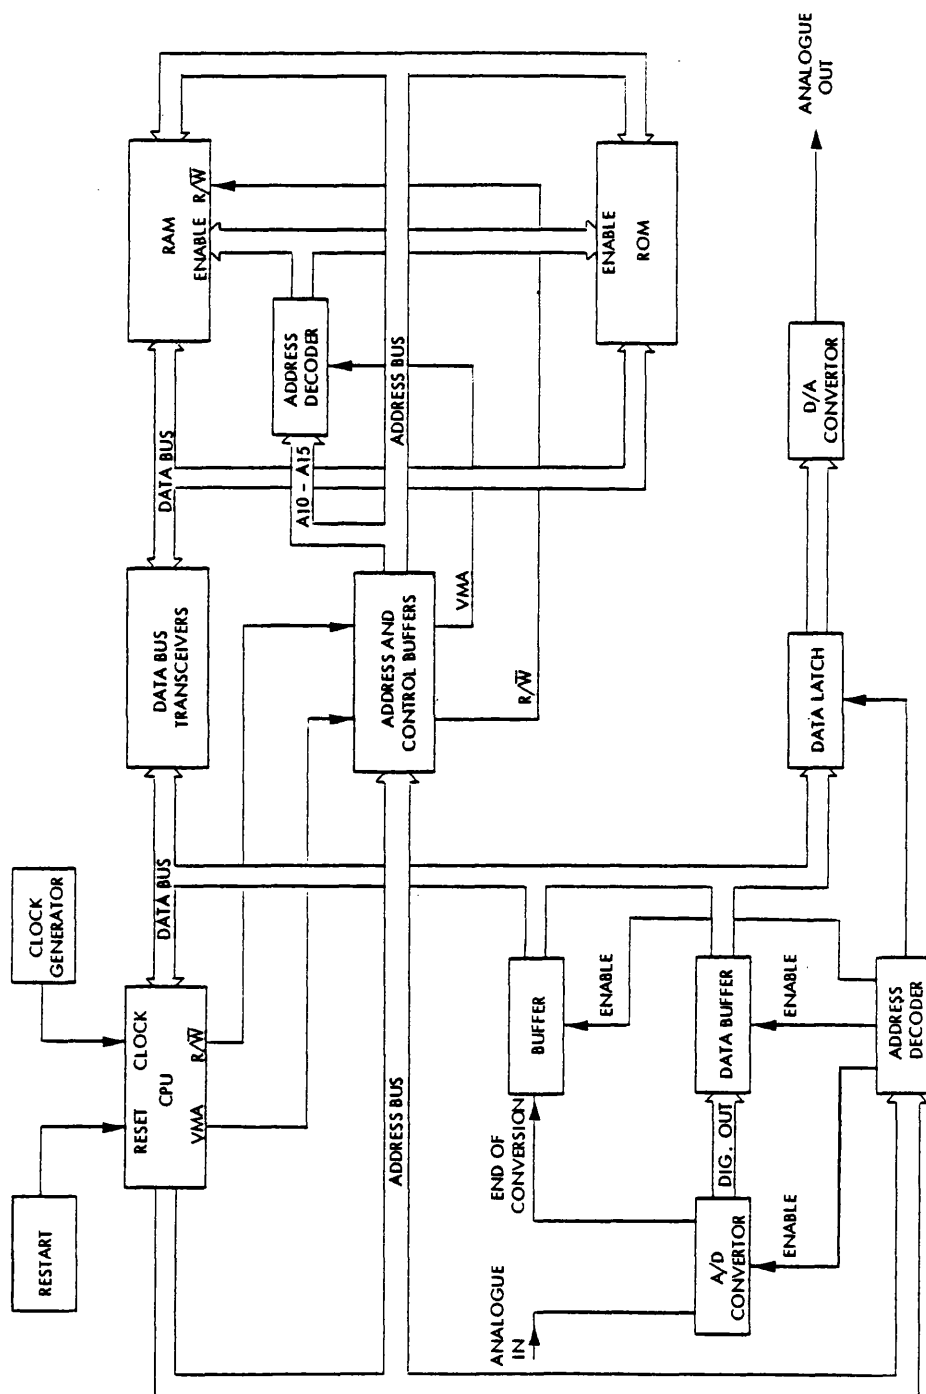 RESTART
CLOCK
GENERATOR
RESET
CLOCK
CPU
VMA
R/W̅
DATA BUS
DATA BUS
TRANSCEIVERS
DATA BUS
RAM
ENABLE
R/W̅
ADDRESS BUS
ADDRESS AND
CONTROL BUFFERS
A10 - A15
ADDRESS
DECODER
ADDRESS BUS
VMA
R/W̅
ENABLE
ROM
ANALOGUE
IN
END OF
CONVERSION
BUFFER
ENABLE
A/D
CONVERTOR
DIG. OUT
DATA BUFFER
ENABLE
ENABLE
ADDRESS
DECODER
DATA LATCH
D/A
CONVERTOR
ANALOGUE
OUT